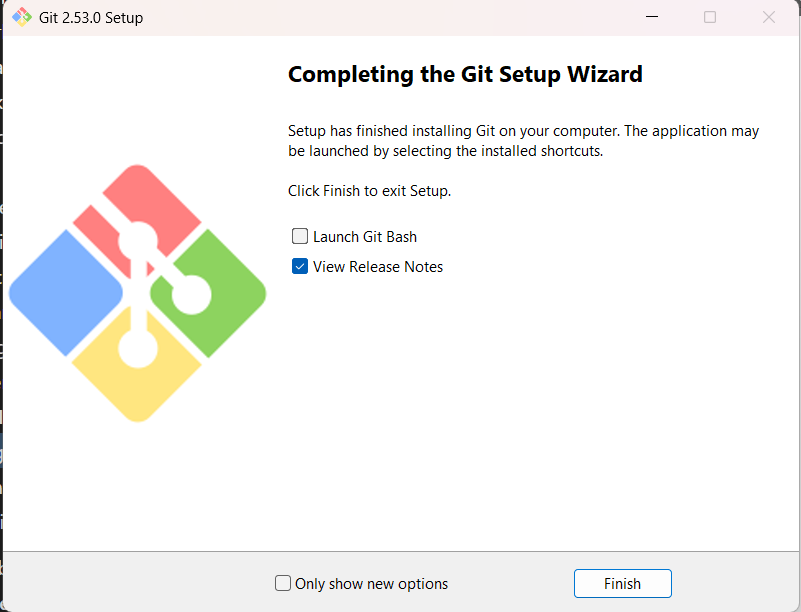 Git 2.53.0 Setup
Completing the Git Setup Wizard
Setup has finished installing Git on your computer. The application may
be launched by selecting the installed shortcuts.
Click Finish to exit Setup.
Launch Git Bash
View Release Notes
Only show new options
Finish